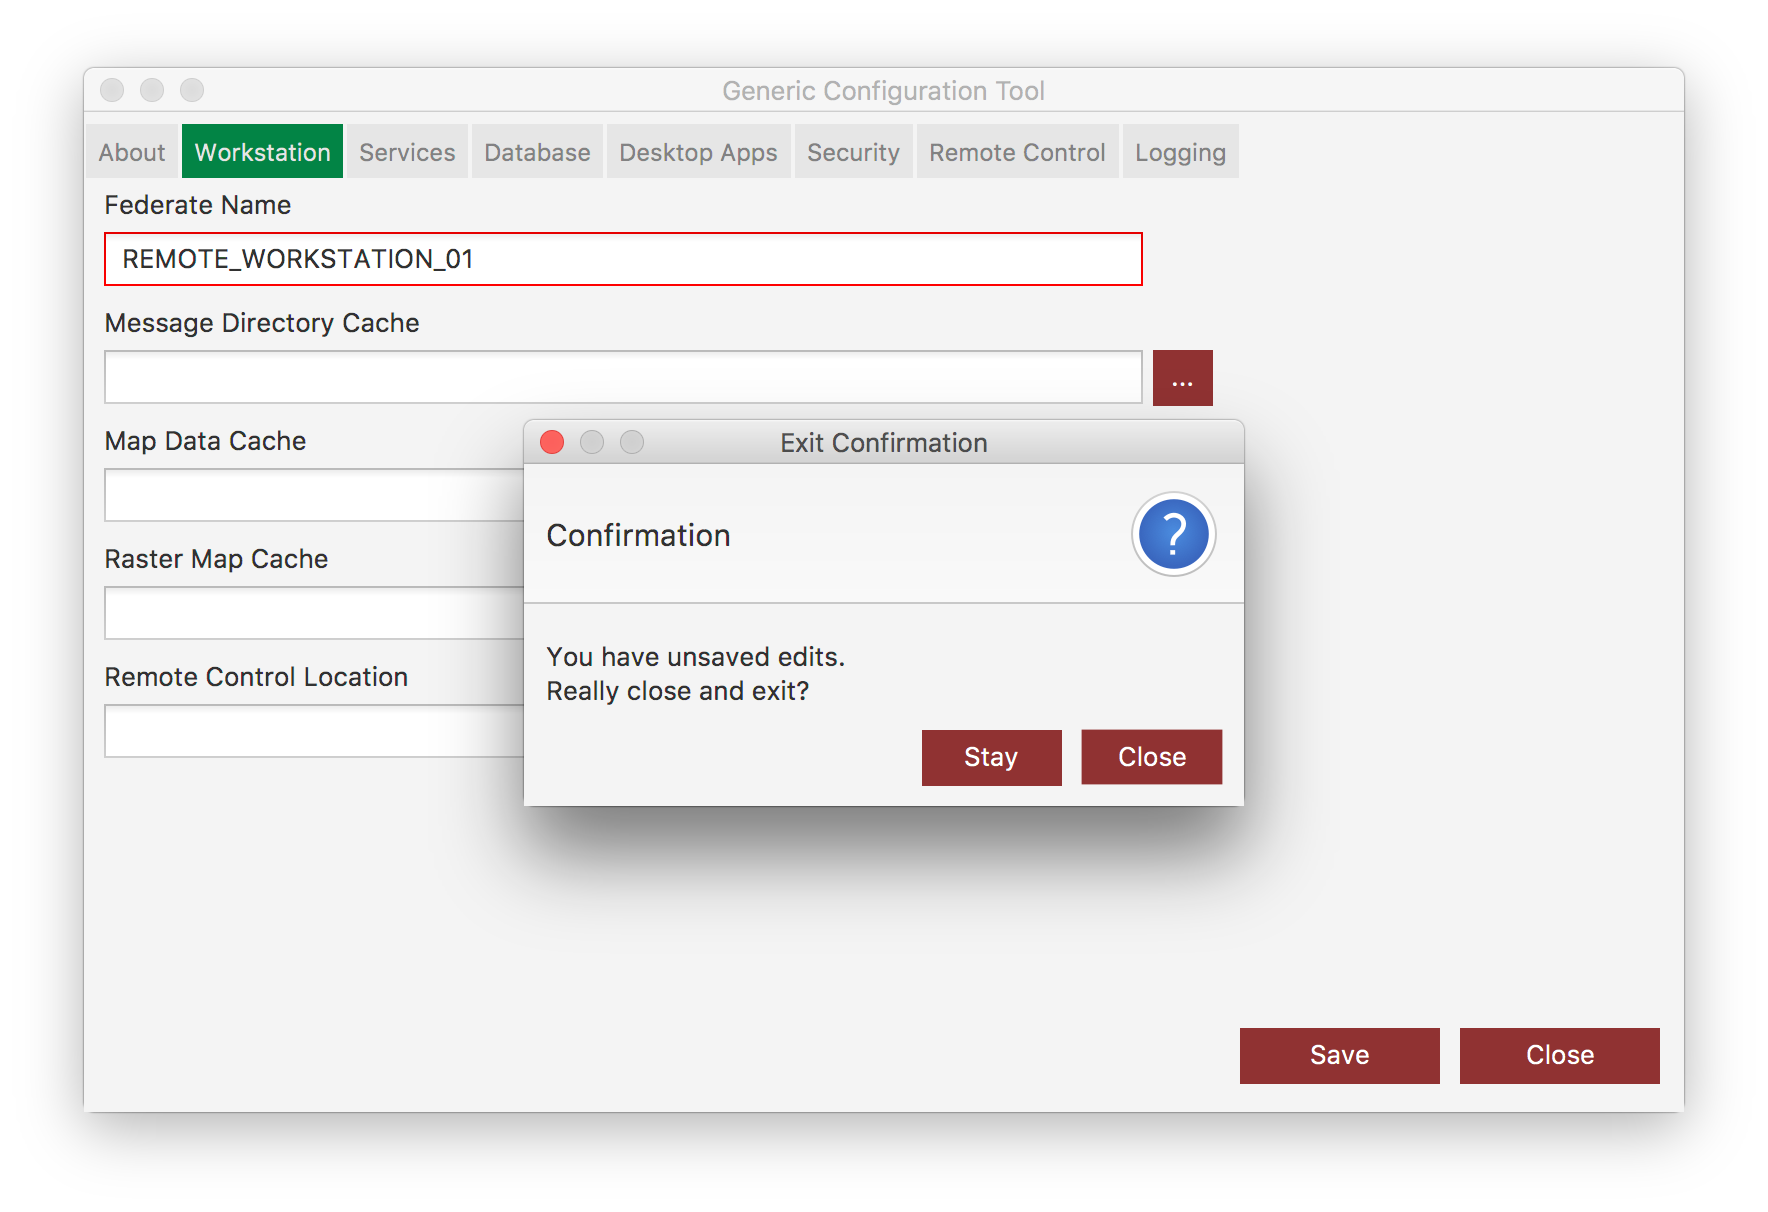 Generic Configuration Tool
About Workstation Services Database Desktop Apps Security Remote Control Logging
Federate Name
REMOTE_WORKSTATION_01
Message Directory Cache
...
Map Data Cache
Raster Map Cache
Remote Control Location
Exit Confirmation
Confirmation
?
You have unsaved edits.
Really close and exit?
Stay Close
Save Close